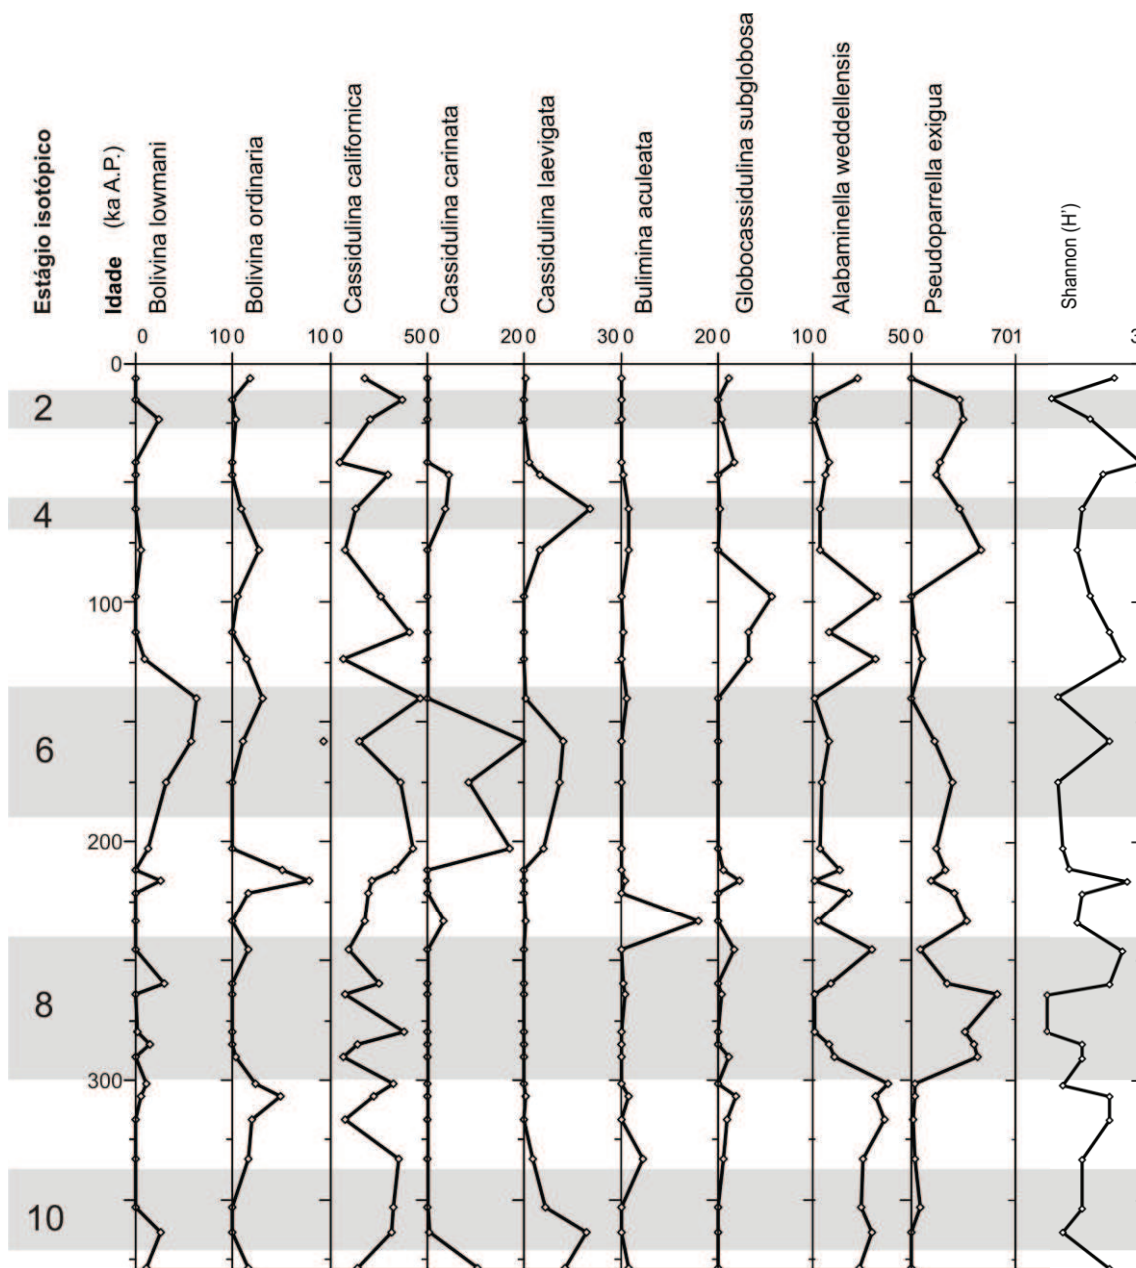 Estágio isotópico
Idade (ka A.P.)
Bolivina lowmani
Bolivina ordinaria
Cassidulina californica
Cassidulina carinata
Cassidulina laevigata
Bulimina aculeata
Globocassidulina subglobosa
Alabaminella weddellensis
Pseudoparrella exigua
Shannon (H')
0 10 0 10 0 50 0 20 0 30 0 20 0 10 0 50 0 70 1 3
0
2
4
100
6
200
8
300
10